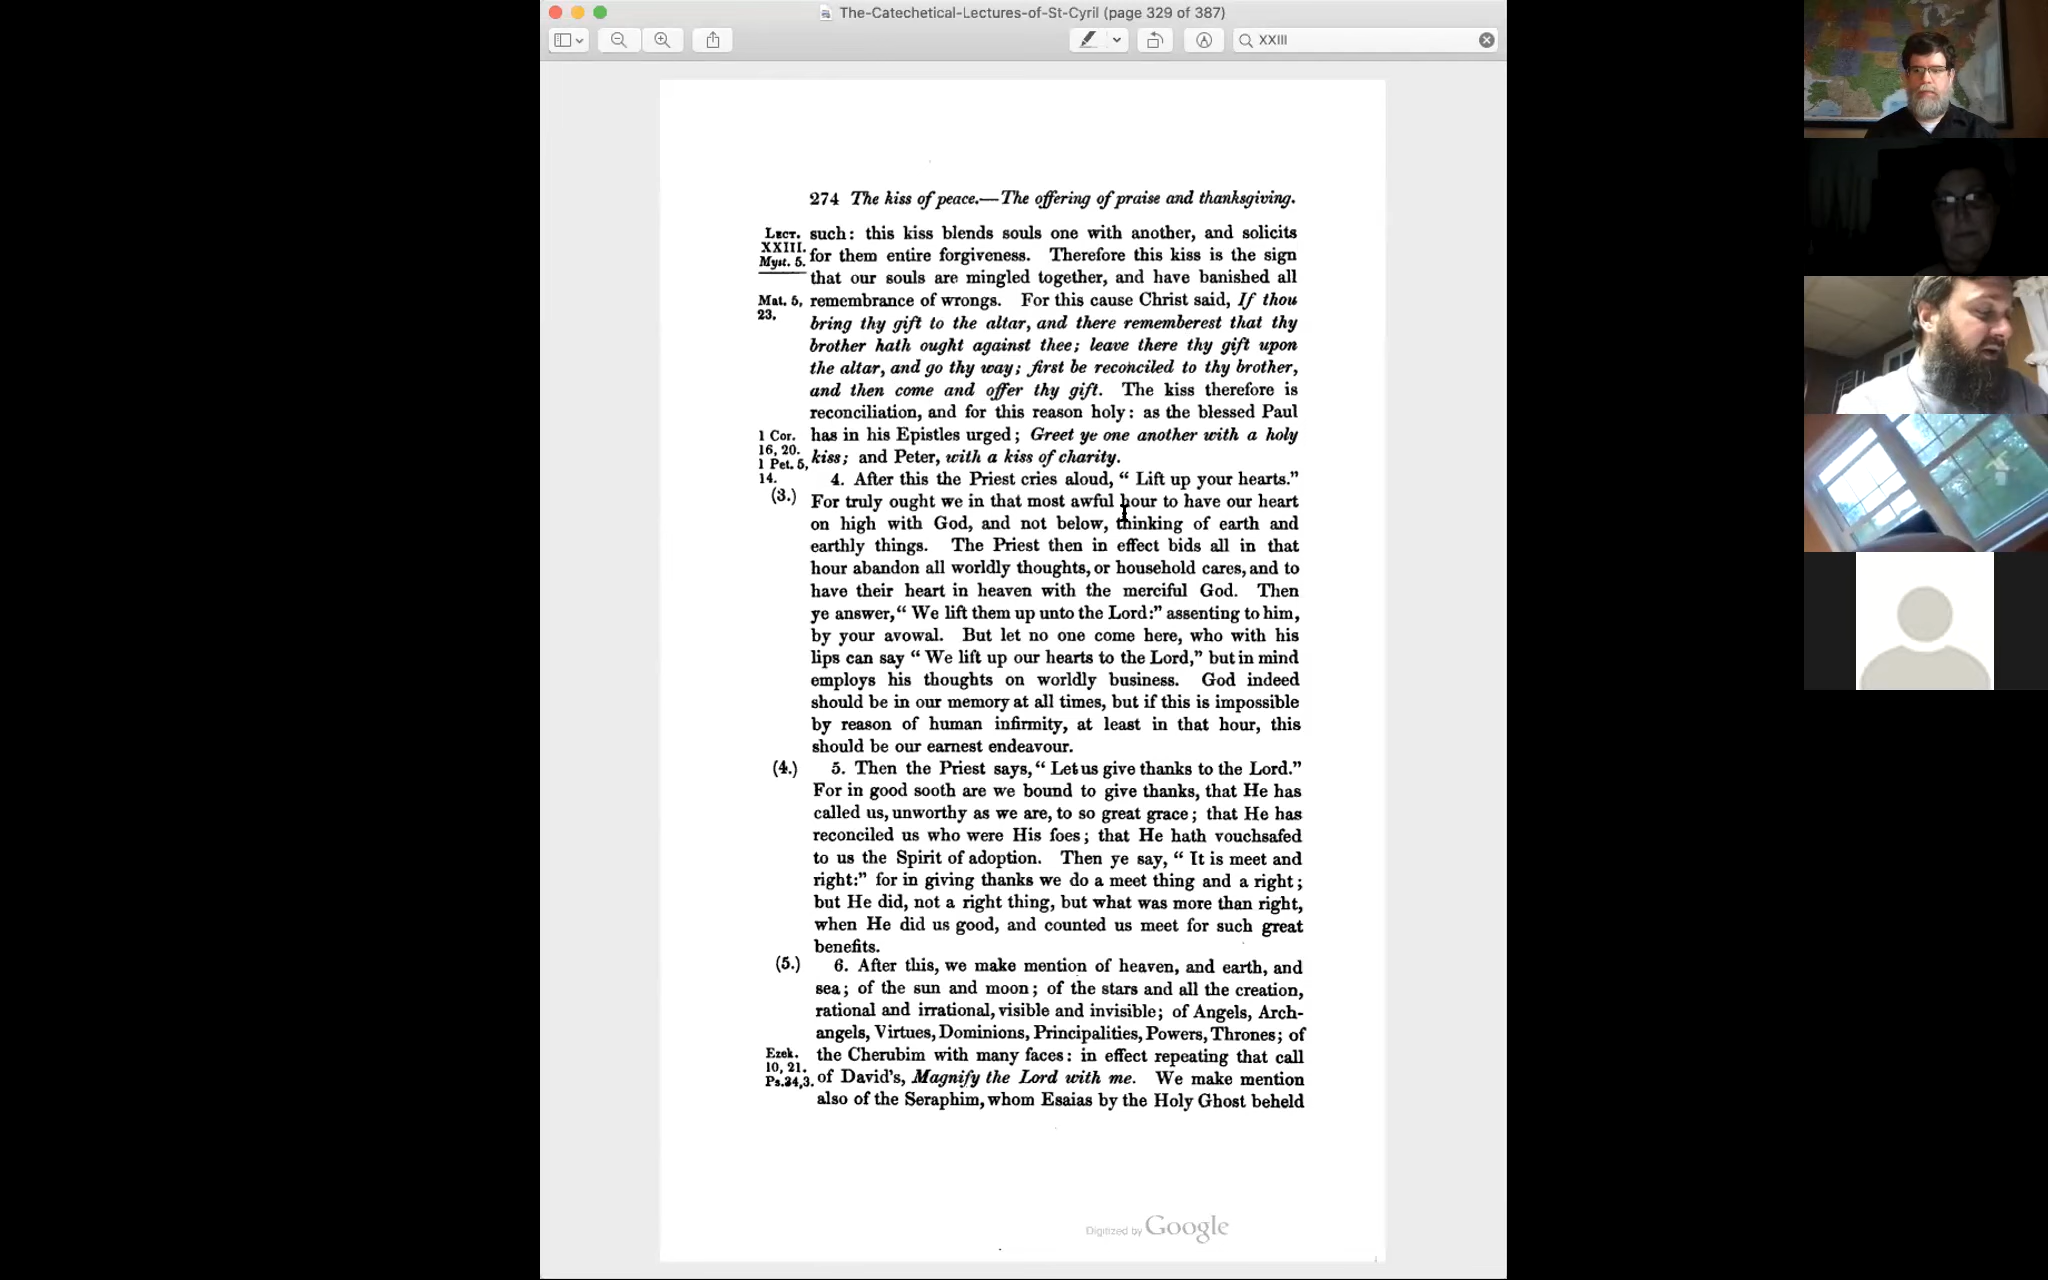 The-Catechetical-Lectures-of-St-Cyril (page 329 of 387)
XXIII
274 The kiss of peace.—The offering of praise and thanksgiving.
Lect. XXIII. Myst. 5.
such: this kiss blends souls one with another, and solicits
for them entire forgiveness. Therefore this kiss is the sign
that our souls are mingled together, and have banished all
Mat. 5, 23.
remembrance of wrongs. For this cause Christ said, If thou
bring thy gift to the altar, and there rememberest that thy
brother hath ought against thee; leave there thy gift upon
the altar, and go thy way; first be reconciled to thy brother,
and then come and offer thy gift. The kiss therefore is
reconciliation, and for this reason holy: as the blessed Paul
1 Cor. 16, 20.
has in his Epistles urged; Greet ye one another with a holy
1 Pet. 5, 14.
kiss; and Peter, with a kiss of charity.
(3.)
4. After this the Priest cries aloud, “ Lift up your hearts.”
For truly ought we in that most awful hour to have our heart
on high with God, and not below, thinking of earth and
earthly things. The Priest then in effect bids all in that
hour abandon all worldly thoughts, or household cares, and to
have their heart in heaven with the merciful God. Then
ye answer, “ We lift them up unto the Lord:” assenting to him,
by your avowal. But let no one come here, who with his
lips can say “ We lift up our hearts to the Lord,” but in mind
employs his thoughts on worldly business. God indeed
should be in our memory at all times, but if this is impossible
by reason of human infirmity, at least in that hour, this
should be our earnest endeavour.
(4.)
5. Then the Priest says, “ Let us give thanks to the Lord.”
For in good sooth are we bound to give thanks, that He has
called us, unworthy as we are, to so great grace; that He has
reconciled us who were His foes; that He hath vouchsafed
to us the Spirit of adoption. Then ye say, “ It is meet and
right:” for in giving thanks we do a meet thing and a right;
but He did, not a right thing, but what was more than right,
when He did us good, and counted us meet for such great
benefits.
(5.)
6. After this, we make mention of heaven, and earth, and
sea; of the sun and moon; of the stars and all the creation,
rational and irrational, visible and invisible; of Angels, Arch-
angels, Virtues, Dominions, Principalities, Powers, Thrones; of
Ezek. 10, 21.
the Cherubim with many faces: in effect repeating that call
Ps. 34, 3.
of David's, Magnify the Lord with me. We make mention
also of the Seraphim, whom Esaias by the Holy Ghost beheld
Digitized by Google